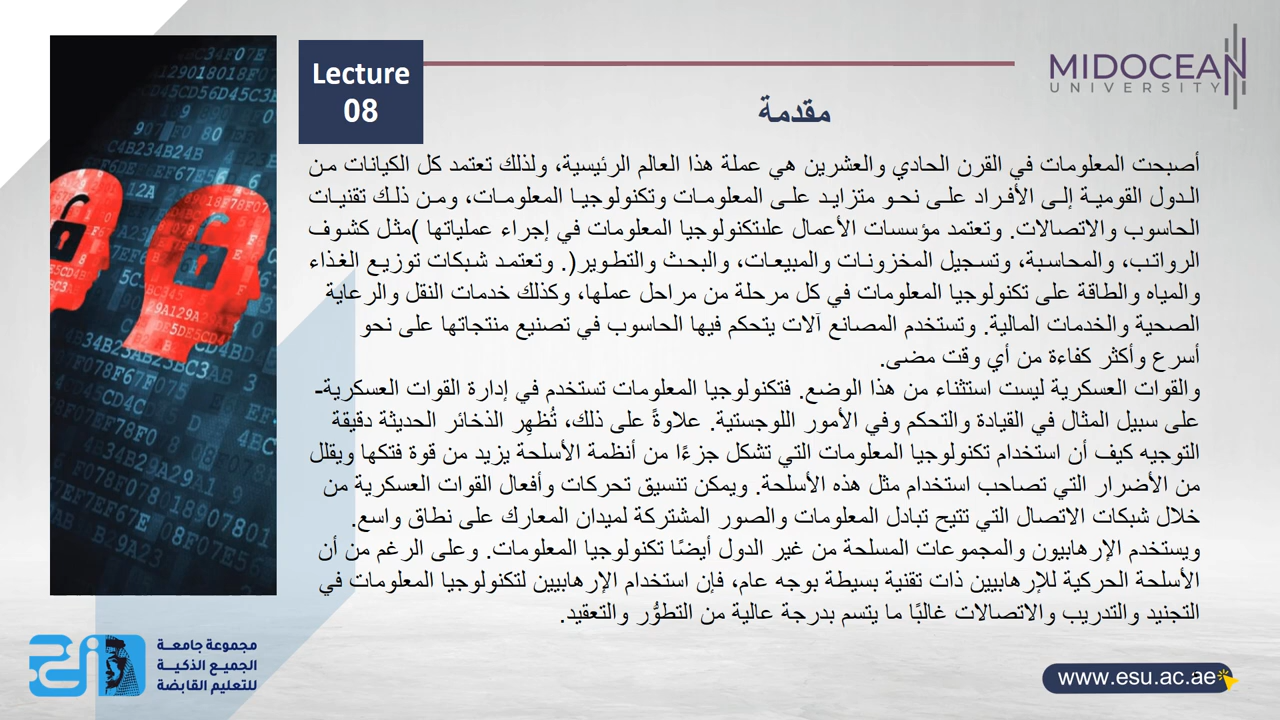 Lecture
08
MIDOCEAN
UNIVERSITY
مقدمة
أصبحت المعلومات في القرن الحادي والعشرين هي عملة هذا العالم الرئيسية، ولذلك تعتمد كل الكيانات من
الدول القومية إلى الأفراد على نحو متزايد على المعلومات وتكنولوجيا المعلومات، ومن ذلك تقنيات
الحاسوب والاتصالات. وتعتمد مؤسسات الأعمال علىتكنولوجيا المعلومات في إجراء عملياتها )مثل كشوف
الرواتب، والمحاسبة، وتسجيل المخزونات والمبيعات، والبحث والتطوير(. وتعتمد شبكات توزيع الغذاء
والمياه والطاقة على تكنولوجيا المعلومات في كل مرحلة من مراحل عملها، وكذلك خدمات النقل والرعاية
الصحية والخدمات المالية. وتستخدم المصانع آلات يتحكم فيها الحاسوب في تصنيع منتجاتها على نحو
أسرع وأكثر كفاءة من أي وقت مضى.
والقوات العسكرية ليست استثناء من هذا الوضع. فتكنولوجيا المعلومات تستخدم في إدارة القوات العسكرية-
على سبيل المثال في القيادة والتحكم وفي الأمور اللوجستية. علاوةً على ذلك، تُظهِر الذخائر الحديثة دقيقة
التوجيه كيف أن استخدام تكنولوجيا المعلومات التي تشكل جزءًا من أنظمة الأسلحة يزيد من قوة فتكها ويقلل
من الأضرار التي تصاحب استخدام مثل هذه الأسلحة. ويمكن تنسيق تحركات وأفعال القوات العسكرية من
خلال شبكات الاتصال التي تتيح تبادل المعلومات والصور المشتركة لميدان المعارك على نطاق واسع.
ويستخدم الإرهابيون والمجموعات المسلحة من غير الدول أيضًا تكنولوجيا المعلومات. وعلى الرغم من أن
الأسلحة الحركية للإرهابيين ذات تقنية بسيطة بوجه عام، فإن استخدام الإرهابيين لتكنولوجيا المعلومات في
التجنيد والتدريب والاتصالات غالبًا ما يتسم بدرجة عالية من التطوُّر والتعقيد.
مجموعة جامعة
الجميع الذكية
للتعليم القابضة
www.esu.ac.ae